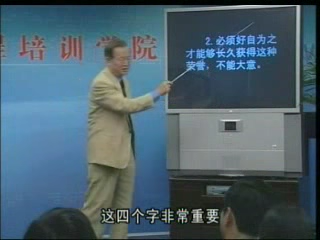 程培训学院
2.必须好自为之
才能够长久获得这种
荣誉，不能大意。
这四个字非常重要